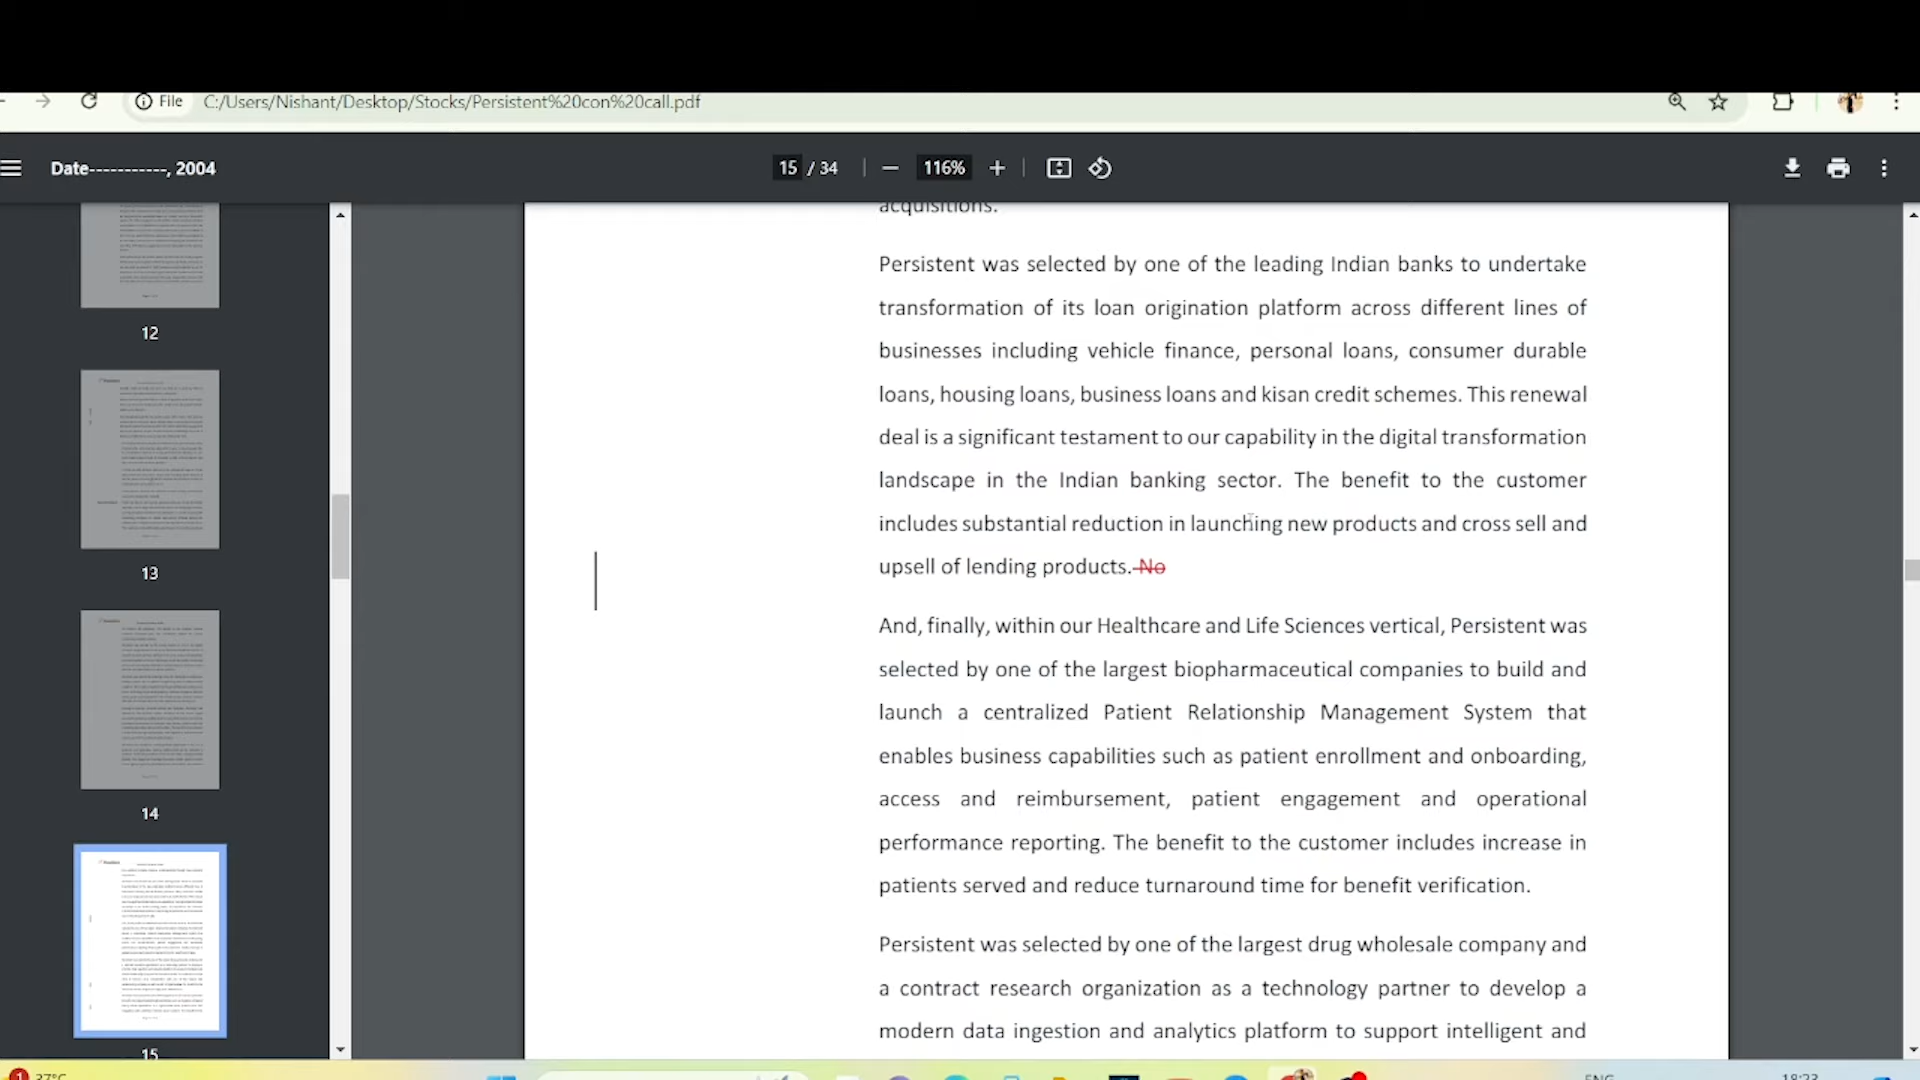 File C:/Users/Nishant/Desktop/Stocks/Persistent%20con%20call.pdf
Date-----------, 2004
15 / 34
116%
acquisitions.
Persistent was selected by one of the leading Indian banks to undertake
transformation of its loan origination platform across different lines of
businesses including vehicle finance, personal loans, consumer durable
loans, housing loans, business loans and kisan credit schemes. This renewal
deal is a significant testament to our capability in the digital transformation
landscape in the Indian banking sector. The benefit to the customer
includes substantial reduction in launching new products and cross sell and
upsell of lending products. No
And, finally, within our Healthcare and Life Sciences vertical, Persistent was
selected by one of the largest biopharmaceutical companies to build and
launch a centralized Patient Relationship Management System that
enables business capabilities such as patient enrollment and onboarding,
access and reimbursement, patient engagement and operational
performance reporting. The benefit to the customer includes increase in
patients served and reduce turnaround time for benefit verification.
Persistent was selected by one of the largest drug wholesale company and
a contract research organization as a technology partner to develop a
modern data ingestion and analytics platform to support intelligent and
12
13
14
15
1
37°C
ENG
18:23